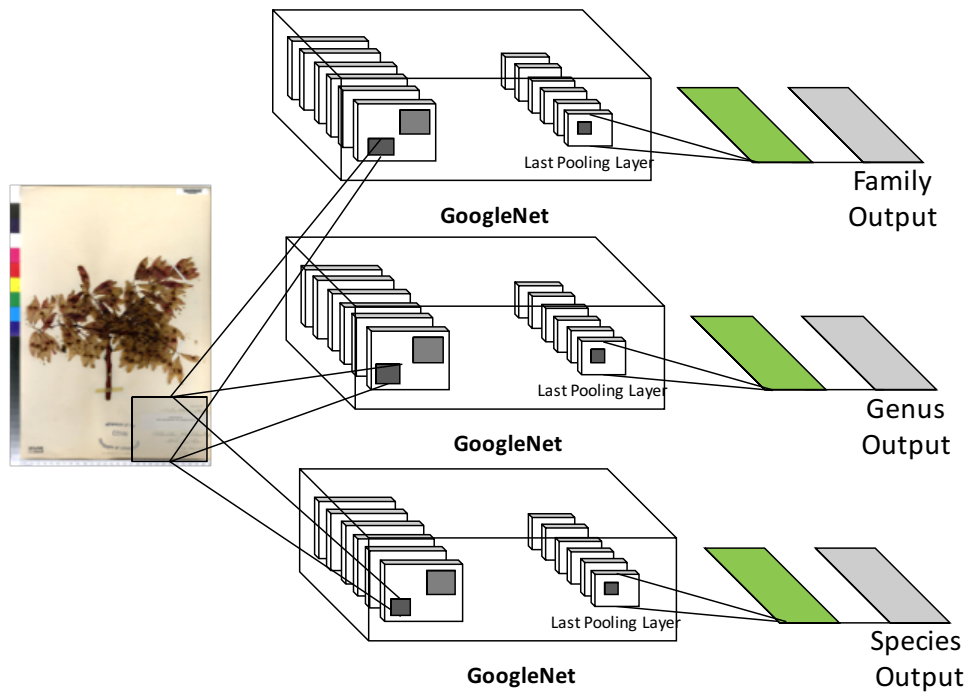 Last Pooling Layer
Family
Output
GoogleNet
Last Pooling Layer
Genus
Output
GoogleNet
Last Pooling Layer
Species
Output
GoogleNet